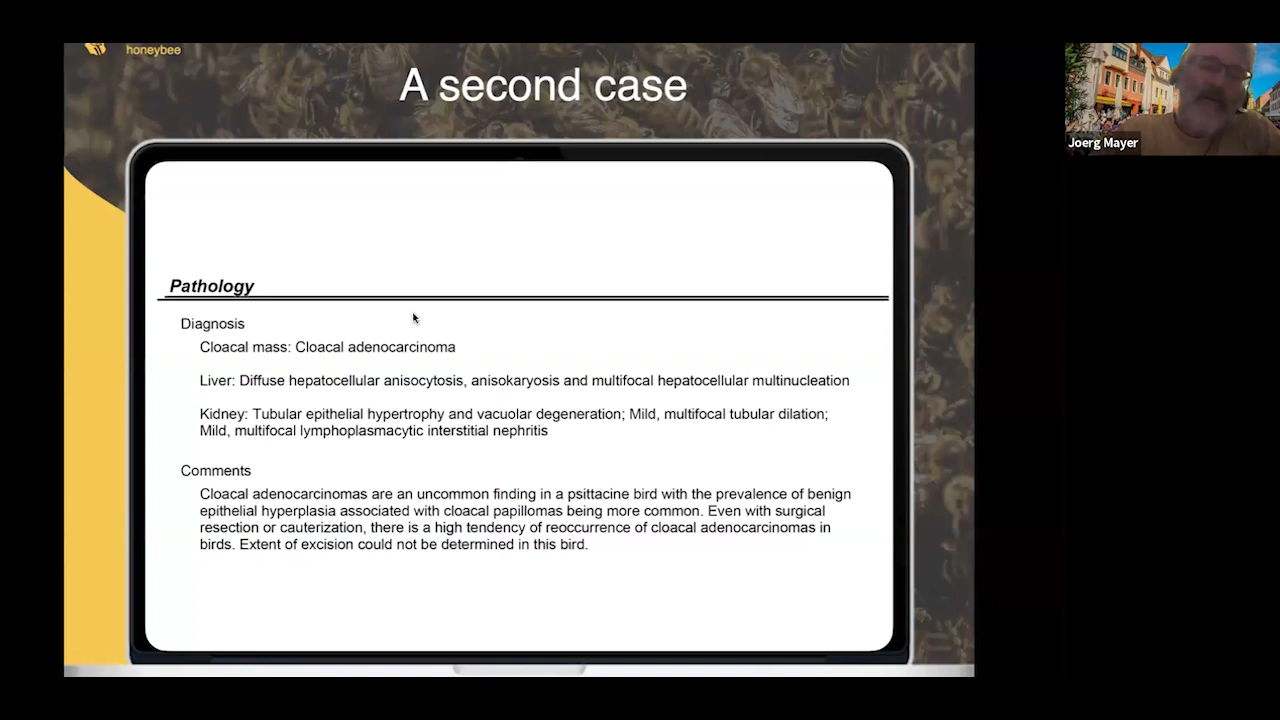 honeybee
A second case
Joerg Mayer
Pathology
Diagnosis
Cloacal mass: Cloacal adenocarcinoma
Liver: Diffuse hepatocellular anisocytosis, anisokaryosis and multifocal hepatocellular multinucleation
Kidney: Tubular epithelial hypertrophy and vacuolar degeneration; Mild, multifocal tubular dilation;
Mild, multifocal lymphoplasmacytic interstitial nephritis
Comments
Cloacal adenocarcinomas are an uncommon finding in a psittacine bird with the prevalence of benign
epithelial hyperplasia associated with cloacal papillomas being more common. Even with surgical
resection or cauterization, there is a high tendency of reoccurrence of cloacal adenocarcinomas in
birds. Extent of excision could not be determined in this bird.